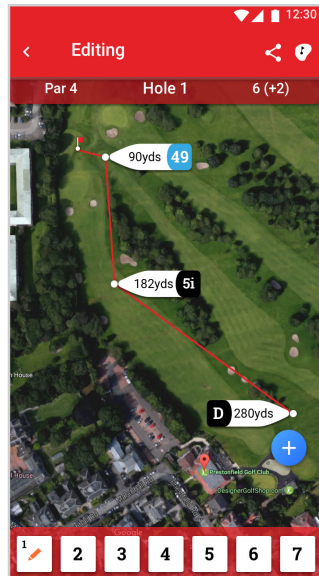 12:30
Editing
Par 4 Hole 1 6 (+2)
90yds 49
182yds 5i
n House
D 280yds
House
Prestonfield Golf Club
DesignerGolfShop.com
Google
1 2 3 4 5 6 7